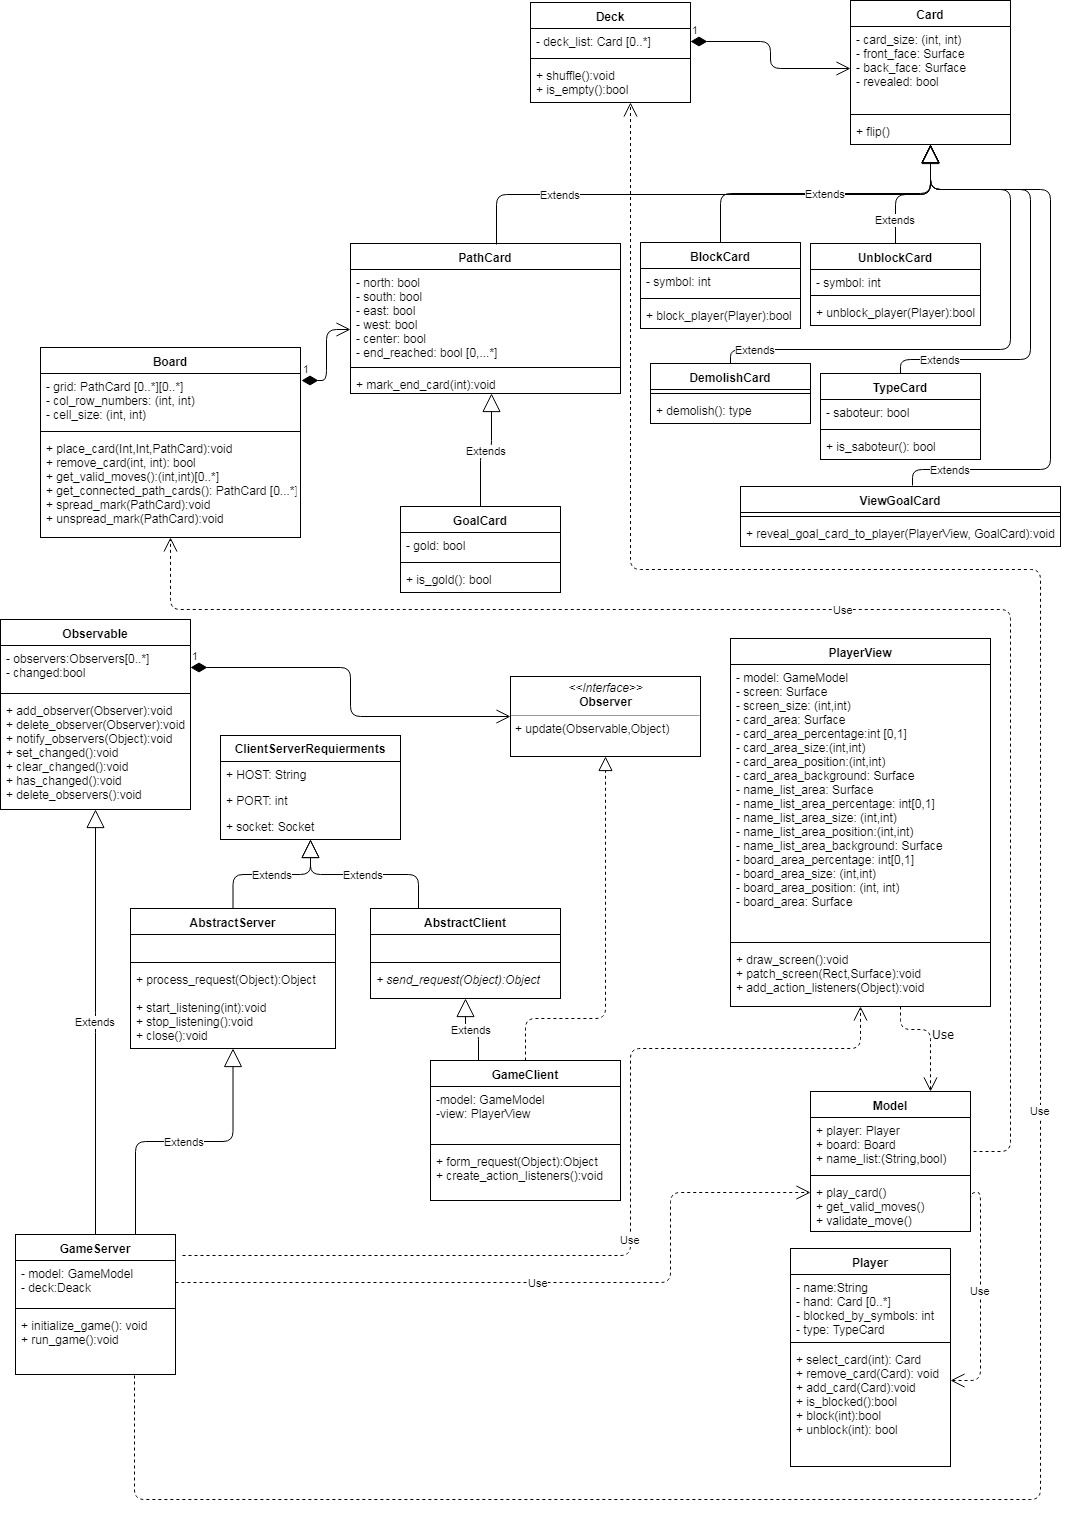 Deck
- deck_list: Card [0..*]
+ shuffle():void
+ is_empty():bool
1
Card
- card_size: (int, int)
- front_face: Surface
- back_face: Surface
- revealed: bool
+ flip()
Extends
Extends
Extends
PathCard
- north: bool
- south: bool
- east: bool
- west: bool
- center: bool
- end_reached: bool [0,...*]
+ mark_end_card(int):void
BlockCard
- symbol: int
+ block_player(Player):bool
UnblockCard
- symbol: int
+ unblock_player(Player):bool
Extends
DemolishCard
+ demolish(): type
Extends
TypeCard
- saboteur: bool
+ is_saboteur(): bool
Extends
ViewGoalCard
+ reveal_goal_card_to_player(PlayerView, GoalCard):void
Board
- grid: PathCard [0..*][0..*]
- col_row_numbers: (int, int)
- cell_size: (int, int)
+ place_card(Int,Int,PathCard):void
+ remove_card(int, int): bool
+ get_valid_moves():(int,int)[0..*]
+ get_connected_path_cards(): PathCard [0...*]
+ spread_mark(PathCard):void
+ unspread_mark(PathCard):void
1
Extends
GoalCard
- gold: bool
+ is_gold(): bool
Use
Observable
- observers:Observers[0..*]
- changed:bool
+ add_observer(Observer):void
+ delete_observer(Observer):void
+ notify_observers(Object):void
+ set_changed():void
+ clear_changed():void
+ has_changed():void
+ delete_observers():void
1
<<Interface>>
Observer
+ update(Observable,Object)
ClientServerRequierments
+ HOST: String
+ PORT: int
+ socket: Socket
Extends
Extends
PlayerView
- model: GameModel
- screen: Surface
- screen_size: (int,int)
- card_area: Surface
- card_area_percentage:int [0,1]
- card_area_size:(int,int)
- card_area_position:(int,int)
- card_area_background: Surface
- name_list_area: Surface
- name_list_area_percentage: int[0,1]
- name_list_area_size: (int,int)
- name_list_area_position:(int,int)
- name_list_area_background: Surface
- board_area_percentage: int[0,1]
- board_area_size: (int,int)
- board_area_position: (int, int)
- board_area: Surface
+ draw_screen():void
+ patch_screen(Rect,Surface):void
+ add_action_listeners(Object):void
AbstractServer
+ process_request(Object):Object
+ start_listening(int):void
+ stop_listening():void
+ close():void
AbstractClient
+ send_request(Object):Object
Extends
Extends
Use
GameClient
-model: GameModel
-view: PlayerView
+ form_request(Object):Object
+ create_action_listeners():void
Model
+ player: Player
+ board: Board
+ name_list:(String,bool)
+ play_card()
+ get_valid_moves()
+ validate_move()
Use
Extends
Use
Use
Use
GameServer
- model: GameModel
- deck:Deack
+ initialize_game(): void
+ run_game():void
Player
- name:String
- hand: Card [0..*]
- blocked_by_symbols: int
- type: TypeCard
+ select_card(int): Card
+ remove_card(Card): void
+ add_card(Card):void
+ is_blocked():bool
+ block(int):bool
+ unblock(int): bool